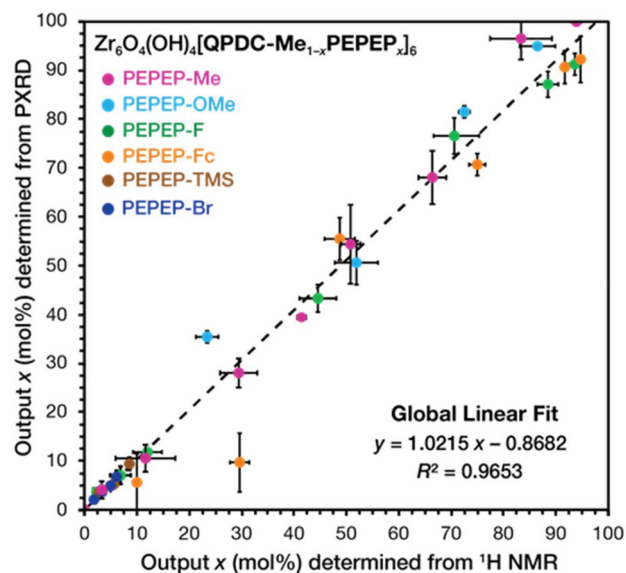 Zr₆O₄(OH)₄[QPDC-Me₁₋ₓPEPEPₓ]₆
PEPEP-Me
PEPEP-OMe
PEPEP-F
PEPEP-Fc
PEPEP-TMS
PEPEP-Br
Output x (mol%) determined from PXRD
100
90
80
70
60
50
40
30
20
10
0
Global Linear Fit
y = 1.0215 x – 0.8682
R² = 0.9653
0 10 20 30 40 50 60 70 80 90 100
Output x (mol%) determined from ¹H NMR